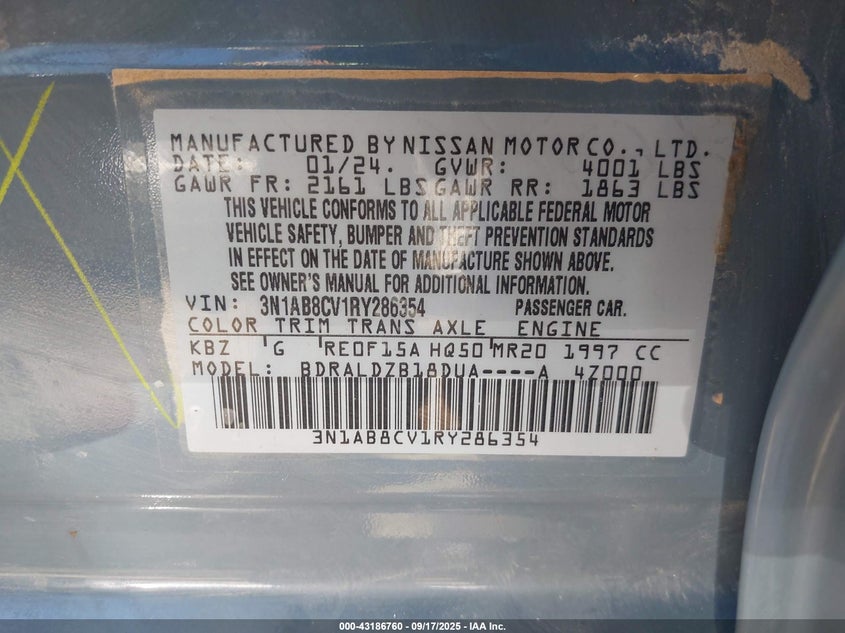 MANUFACTURED BY NISSAN MOTOR CO., LTD.
DATE: 01/24. GVWR: 4001 LBS
GAWR FR: 2161 LBS GAWR RR: 1863 LBS
THIS VEHICLE CONFORMS TO ALL APPLICABLE FEDERAL MOTOR
VEHICLE SAFETY, BUMPER AND THEFT PREVENTION STANDARDS
IN EFFECT ON THE DATE OF MANUFACTURE SHOWN ABOVE.
SEE OWNER'S MANUAL FOR ADDITIONAL INFORMATION.
VIN: 3N1AB8CV1RY286354 PASSENGER CAR.
COLOR TRIM TRANS AXLE ENGINE
KBZ G RE0F15A HQ50 MR20 1997 CC
MODEL: BDRALDZB18DUA----A 4Z000
3N1AB8CV1RY286354
000-43186760 - 09/17/2025 - IAA Inc.